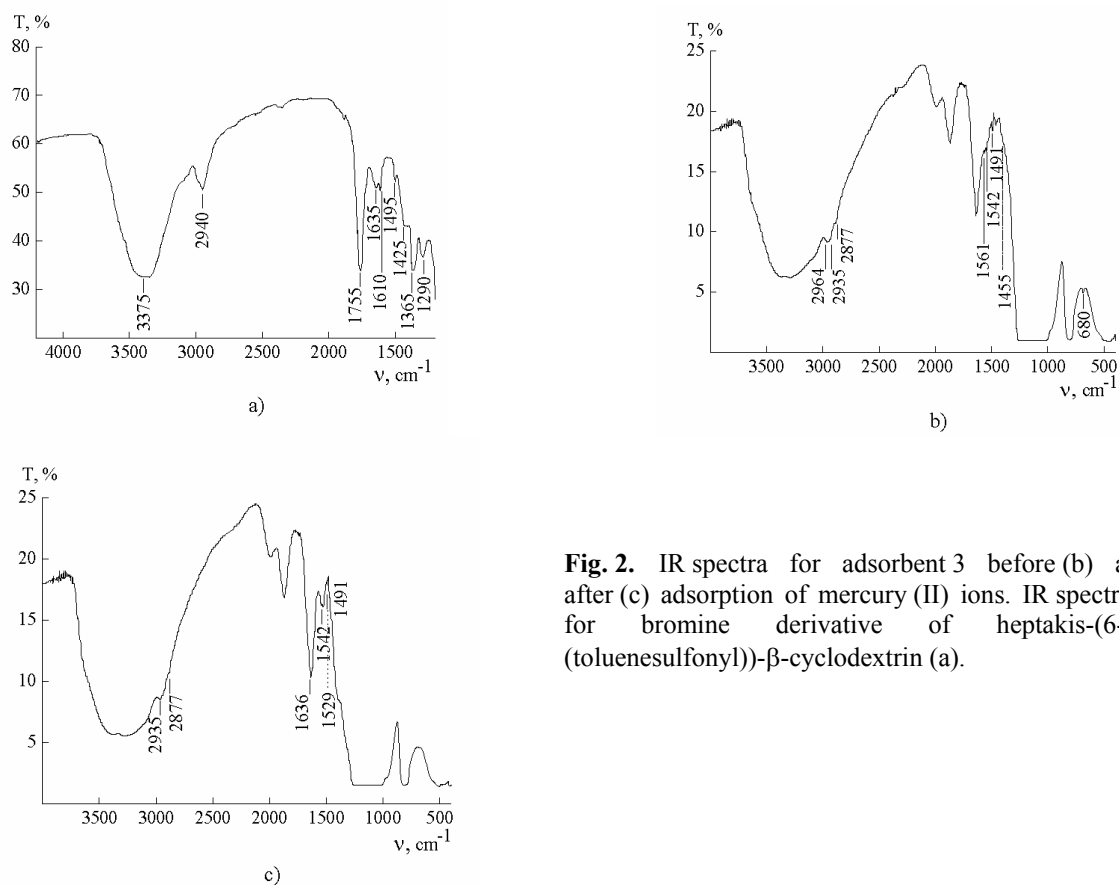 T, %
80
70
60
50
40
30
2940
3375
1755
1635
1610
1495
1425
1365
1290
4000 3500 3000 2500 2000 1500
ν, cm-1
a)
T, %
25
20
15
10
5
2964
2935
2877
1561
1542
1491
1455
680
3500 3000 2500 2000 1500 1000 500
ν, cm-1
b)
T, %
25
20
15
10
5
2935
2877
1636
1542
1529
1491
3500 3000 2500 2000 1500 1000 500
ν, cm-1
c)
Fig. 2. IR spectra for adsorbent 3 before (b) a
after (c) adsorption of mercury (II) ions. IR spectr
for bromine derivative of heptakis-(6-
(toluenesulfonyl))-β-cyclodextrin (a).